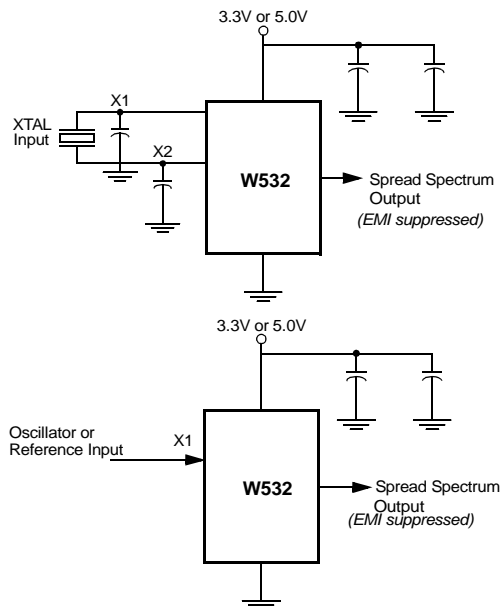 3.3V or 5.0V
X1
XTAL
Input
X2
W532
Spread Spectrum
Output
(EMI suppressed)
3.3V or 5.0V
Oscillator or
Reference Input
X1
W532
Spread Spectrum
Output
(EMI suppressed)